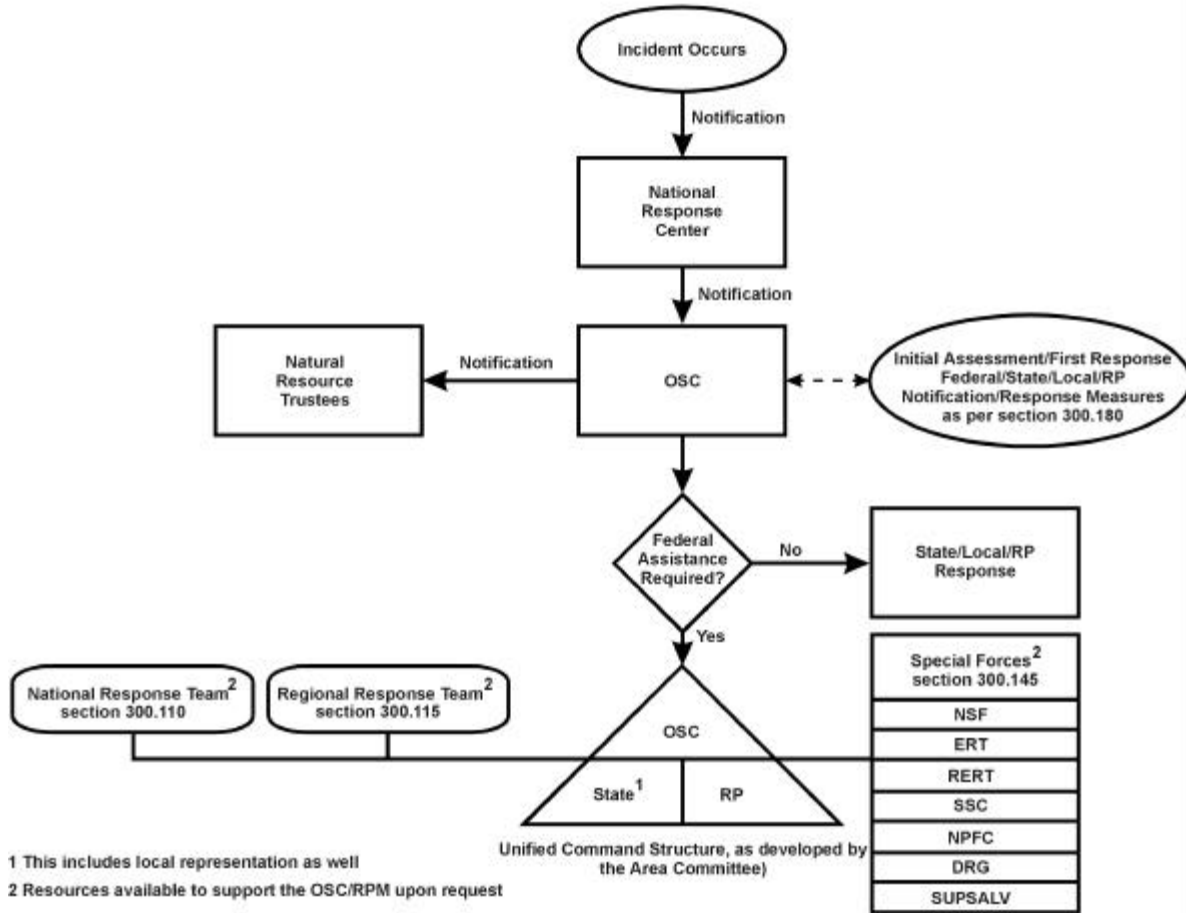 Incident Occurs
Notification
National
Response
Center
Notification
Natural
Resource
Trustees
Notification
OSC
Initial Assessment/First Response
Federal/State/Local/RP
Notification/Response Measures
as per section 300.180
Federal
Assistance
Required?
No
State/Local/RP
Response
Yes
National Response Team2
section 300.110
Regional Response Team2
section 300.115
OSC
State1
RP
Special Forces2
section 300.145
NSF
ERT
RERT
SSC
NPFC
DRG
SUPSALV
Unified Command Structure, as developed by
the Area Committee)
1 This includes local representation as well
2 Resources available to support the OSC/RPM upon request